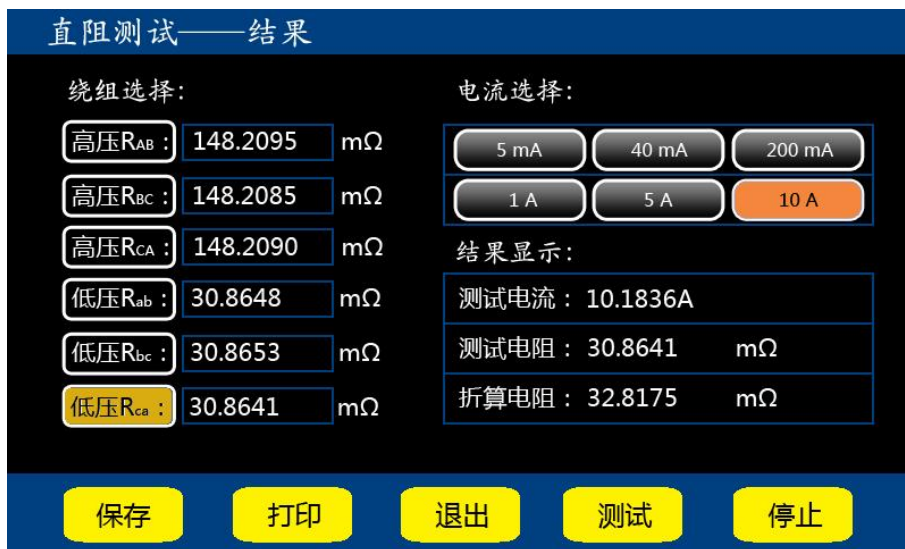 直阻测试——结果
绕组选择：
高压RAB： 148.2095 mΩ
高压RBC： 148.2085 mΩ
高压RCA： 148.2090 mΩ
低压Rab： 30.8648 mΩ
低压Rbc： 30.8653 mΩ
低压Rca： 30.8641 mΩ
电流选择：
5 mA 40 mA 200 mA
1 A 5 A 10 A
结果显示：
测试电流： 10.1836A
测试电阻： 30.8641 mΩ
折算电阻： 32.8175 mΩ
保存 打印 退出 测试 停止